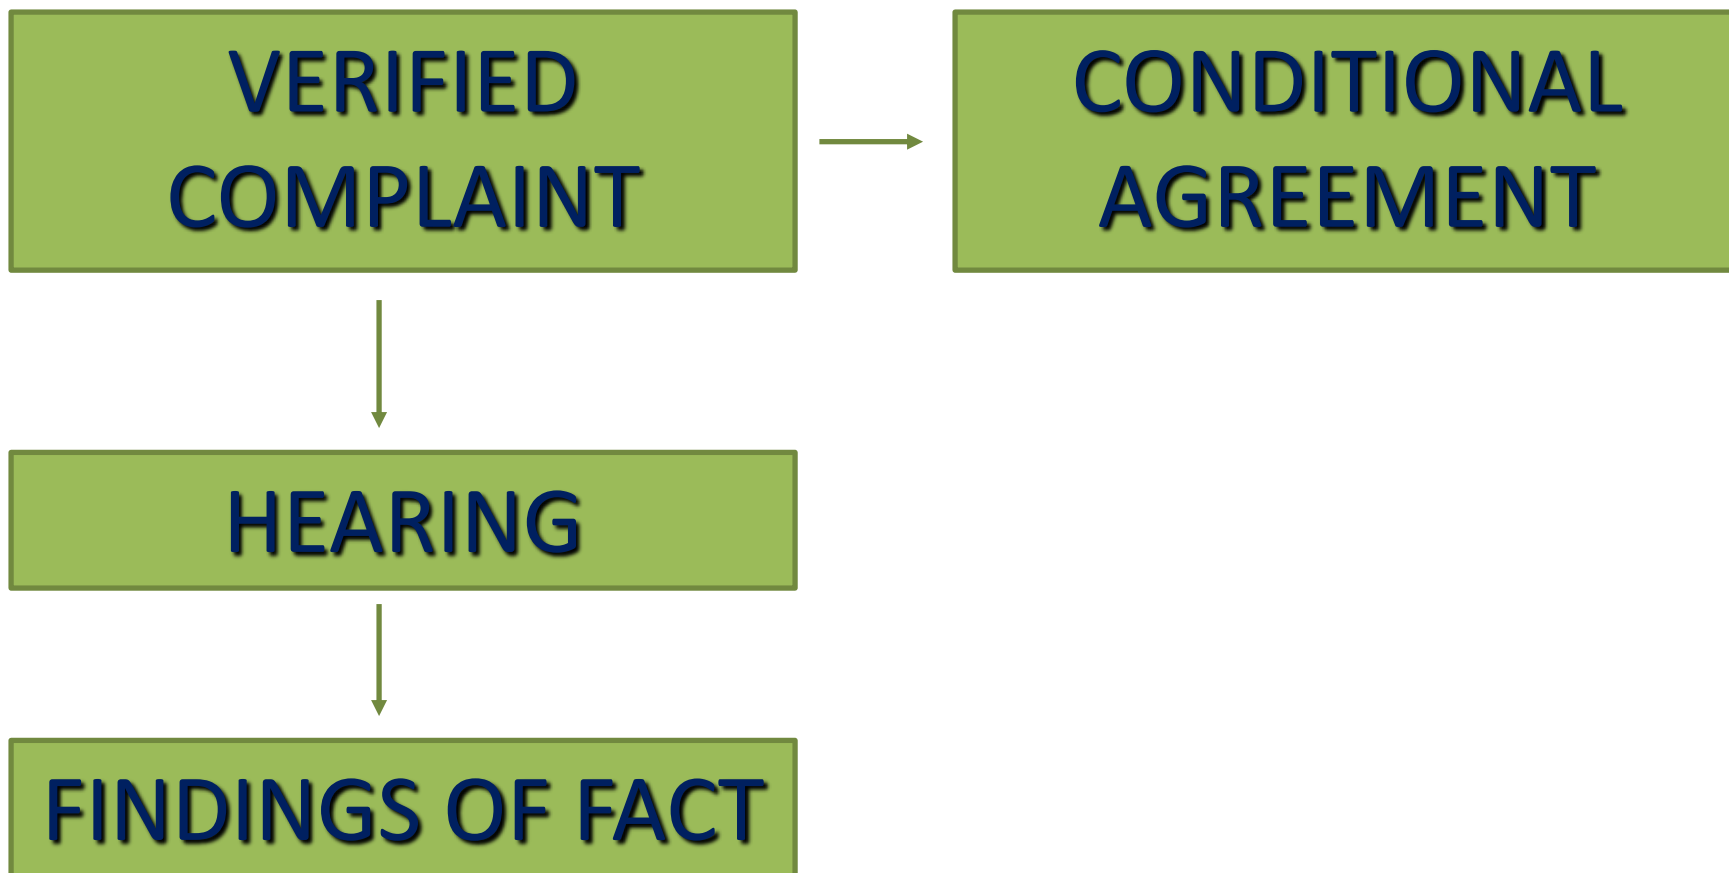 VERIFIED
COMPLAINT
CONDITIONAL
AGREEMENT
HEARING
FINDINGS OF FACT